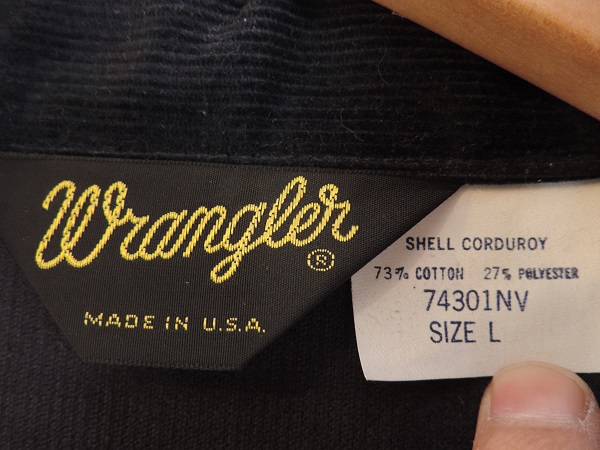 Wrangler
®
MADE IN U.S.A.
SHELL CORDUROY
73% COTTON 27% POLYESTER
74301NV
SIZE L